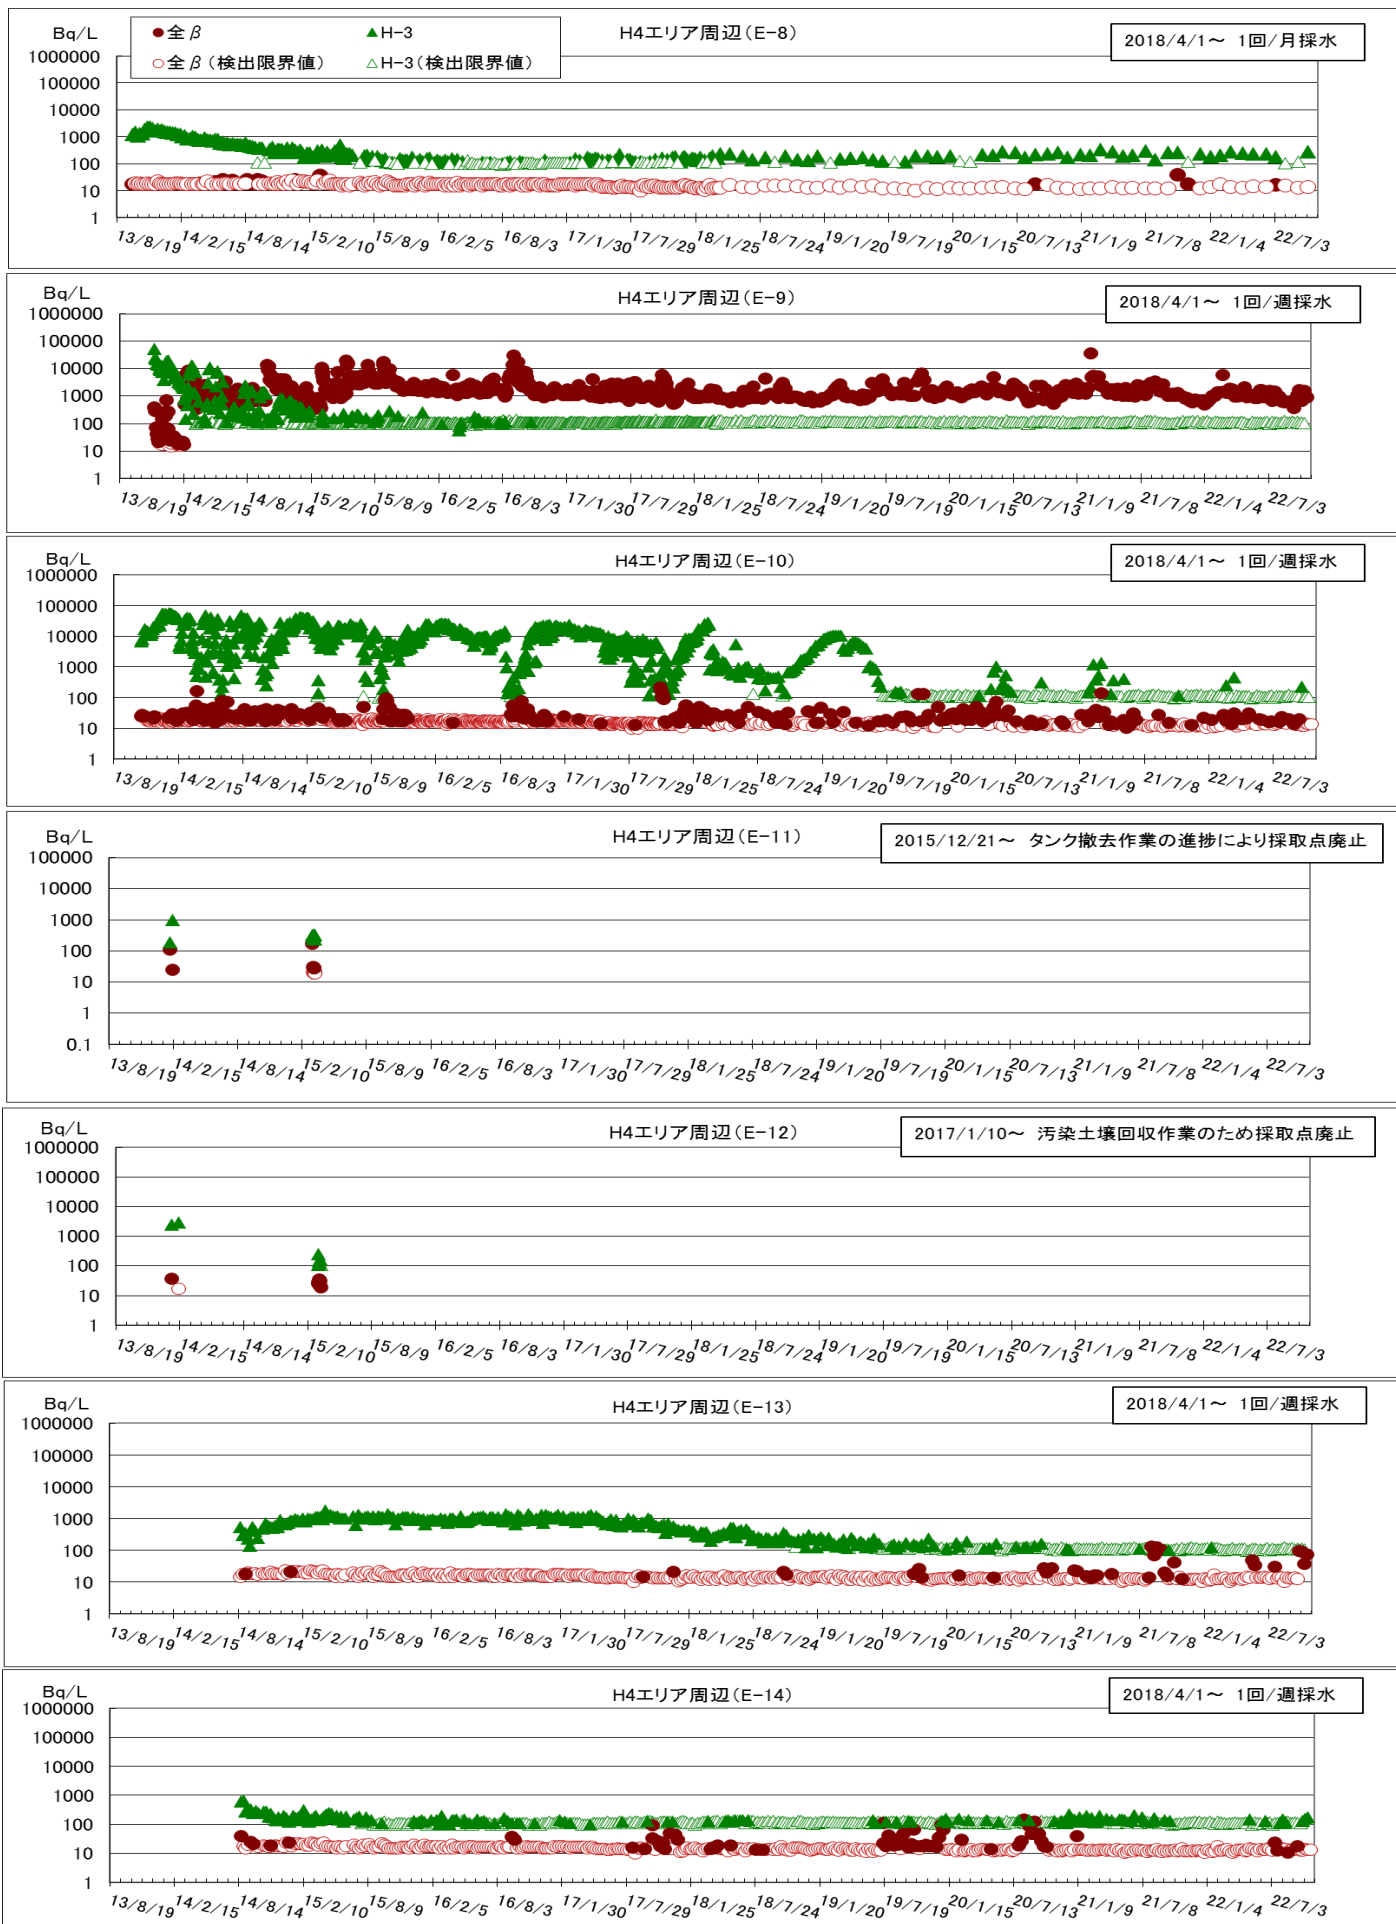 Bq/L
● 全β ▲ H-3
○ 全β(検出限界値) △ H-3(検出限界値)
H4エリア周辺(E-8)
2018/4/1～ 1回/月採水
1000000
100000
10000
1000
100
10
1
13/8/19 14/2/15 14/8/14 15/2/10 15/8/9 16/2/5 16/8/3 17/1/30 17/7/29 18/1/25 18/7/24 19/1/20 19/7/19 20/1/15 20/7/13 21/1/9 21/7/8 22/1/4 22/7/3
Bq/L
H4エリア周辺(E-9)
2018/4/1～ 1回/週採水
1000000
100000
10000
1000
100
10
1
13/8/19 14/2/15 14/8/14 15/2/10 15/8/9 16/2/5 16/8/3 17/1/30 17/7/29 18/1/25 18/7/24 19/1/20 19/7/19 20/1/15 20/7/13 21/1/9 21/7/8 22/1/4 22/7/3
Bq/L
H4エリア周辺(E-10)
2018/4/1～ 1回/週採水
1000000
100000
10000
1000
100
10
1
13/8/19 14/2/15 14/8/14 15/2/10 15/8/9 16/2/5 16/8/3 17/1/30 17/7/29 18/1/25 18/7/24 19/1/20 19/7/19 20/1/15 20/7/13 21/1/9 21/7/8 22/1/4 22/7/3
Bq/L
H4エリア周辺(E-11)
2015/12/21～ タンク撤去作業の進捗により採取点廃止
100000
10000
1000
100
10
1
0.1
13/8/19 14/2/15 14/8/14 15/2/10 15/8/9 16/2/5 16/8/3 17/1/30 17/7/29 18/1/25 18/7/24 19/1/20 19/7/19 20/1/15 20/7/13 21/1/9 21/7/8 22/1/4 22/7/3
Bq/L
H4エリア周辺(E-12)
2017/1/10～ 汚染土壌回収作業のため採取点廃止
1000000
100000
10000
1000
100
10
1
13/8/19 14/2/15 14/8/14 15/2/10 15/8/9 16/2/5 16/8/3 17/1/30 17/7/29 18/1/25 18/7/24 19/1/20 19/7/19 20/1/15 20/7/13 21/1/9 21/7/8 22/1/4 22/7/3
Bq/L
H4エリア周辺(E-13)
2018/4/1～ 1回/週採水
1000000
100000
10000
1000
100
10
1
13/8/19 14/2/15 14/8/14 15/2/10 15/8/9 16/2/5 16/8/3 17/1/30 17/7/29 18/1/25 18/7/24 19/1/20 19/7/19 20/1/15 20/7/13 21/1/9 21/7/8 22/1/4 22/7/3
Bq/L
H4エリア周辺(E-14)
2018/4/1～ 1回/週採水
1000000
100000
10000
1000
100
10
1
13/8/19 14/2/15 14/8/14 15/2/10 15/8/9 16/2/5 16/8/3 17/1/30 17/7/29 18/1/25 18/7/24 19/1/20 19/7/19 20/1/15 20/7/13 21/1/9 21/7/8 22/1/4 22/7/3